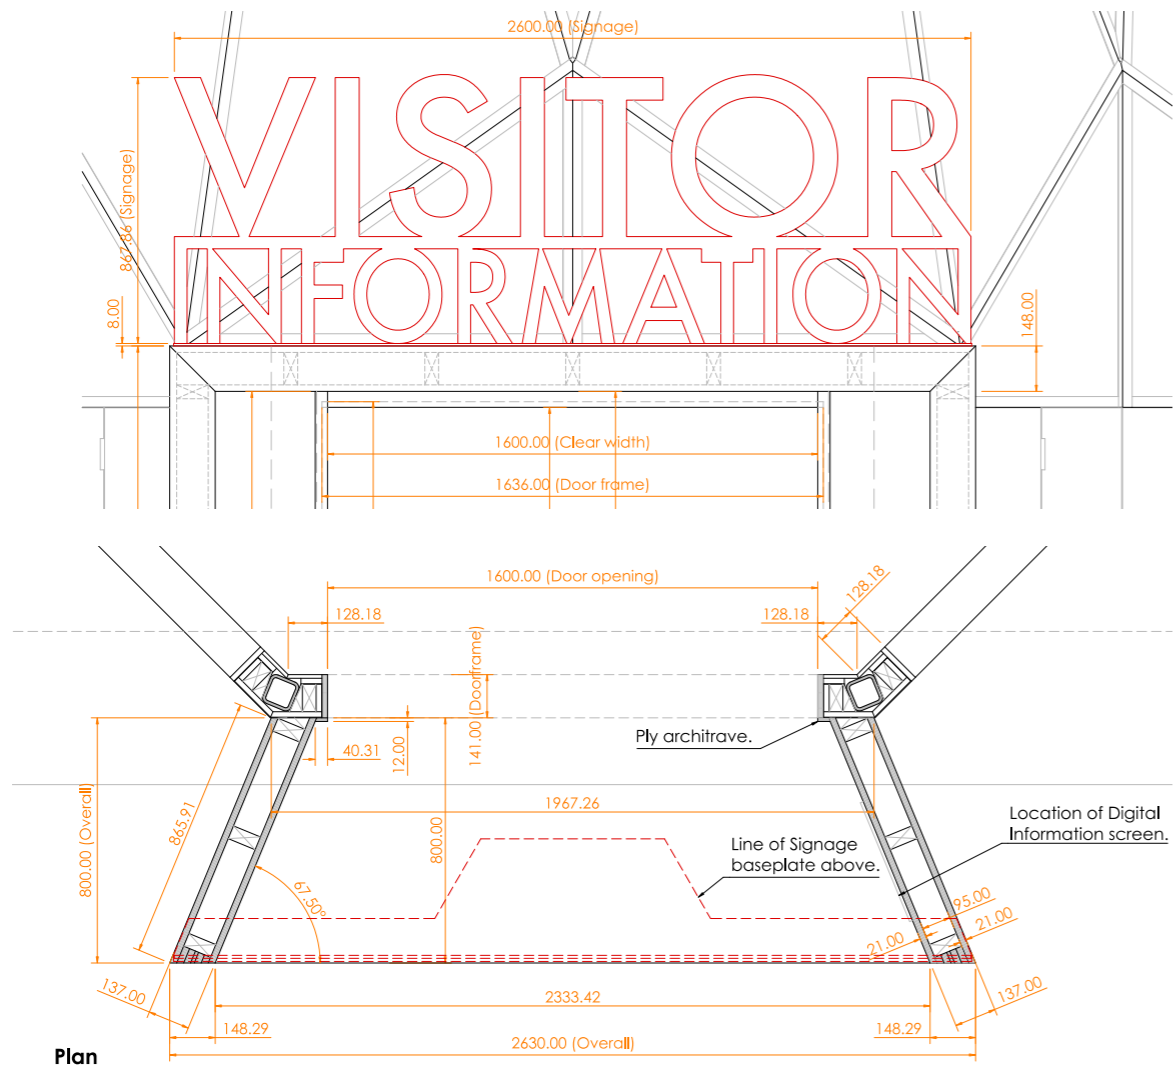 2600.00 (Signage)
VISITOR
INFORMATION
867.86 (Signage)
8.00
148.00
1600.00 (Clear width)
1636.00 (Door frame)
1600.00 (Door opening)
128.18
128.18
128.18
141.00 (Doorframe)
Ply architrave.
40.31
12.00
865.91
800.00 (Overall)
800.00
1967.26
Location of Digital
Information screen.
Line of Signage
baseplate above.
67.50°
95.00
21.00
21.00
137.00
2333.42
137.00
148.29
148.29
2630.00 (Overall)
Plan